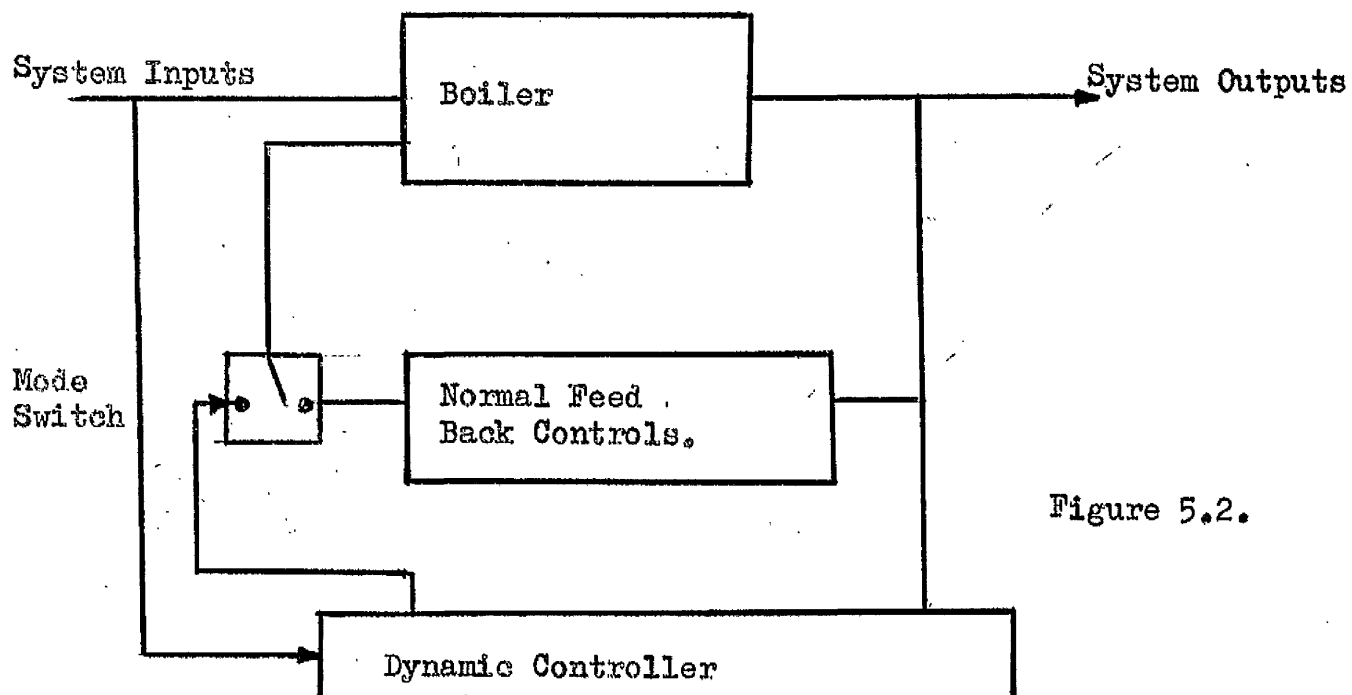 System Inputs
Boiler
System Outputs
Mode
Switch
Normal Feed
Back Controls.
Figure 5.2.
Dynamic Controller